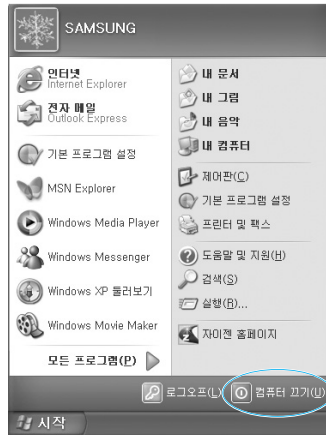 SAMSUNG
인터넷
Internet Explorer
전자 메일
Outlook Express
기본 프로그램 설정
MSN Explorer
Windows Media Player
Windows Messenger
Windows XP 둘러보기
Windows Movie Maker
모든 프로그램(P)
내 문서
내 그림
내 음악
내 컴퓨터
제어판(C)
기본 프로그램 설정
프린터 및 팩스
도움말 및 지원(H)
검색(S)
실행(R)...
자이젠 홈페이지
로그오프(L)
컴퓨터 끄기(U)
시작